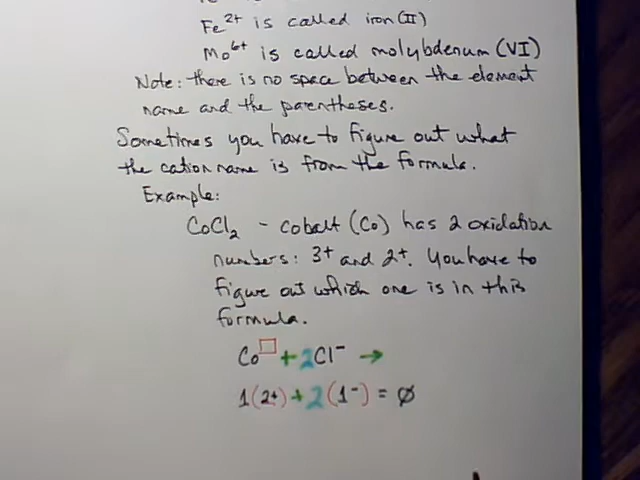 Fe²⁺ is called iron(II)
Mo⁶⁺ is called molybdenum(VI)
Note: there is no space between the element
name and the parentheses.
Sometimes you have to figure out what
the cation name is from the formula.
Example:
CoCl₂ - cobalt (Co) has 2 oxidation
numbers: 3⁺ and 2⁺. You have to
figure out which one is in this
formula.
Co□ + 2Cl⁻ →
1(2⁺) + 2(1⁻) = ∅